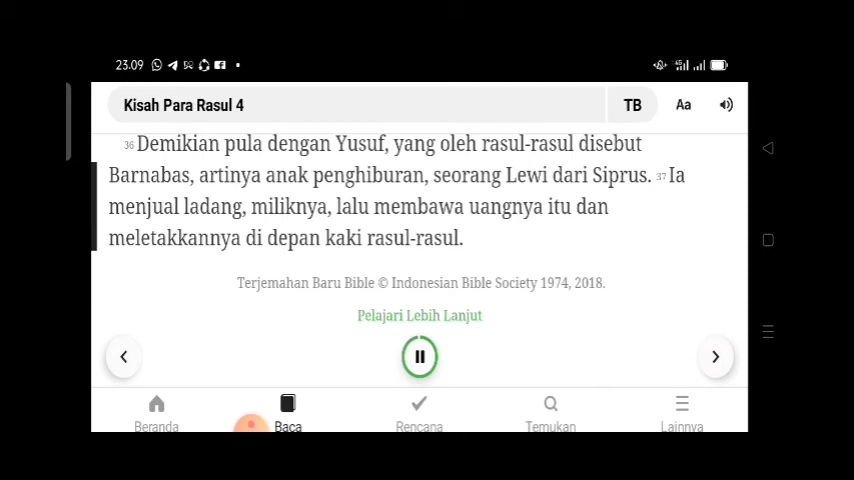 23.09
Kisah Para Rasul 4 TB Aa
36 Demikian pula dengan Yusuf, yang oleh rasul-rasul disebut
Barnabas, artinya anak penghiburan, seorang Lewi dari Siprus. 37 Ia
menjual ladang, miliknya, lalu membawa uangnya itu dan
meletakkannya di depan kaki rasul-rasul.
Terjemahan Baru Bible © Indonesian Bible Society 1974, 2018.
Pelajari Lebih Lanjut
Beranda Baca Rencana Temukan Lainnya